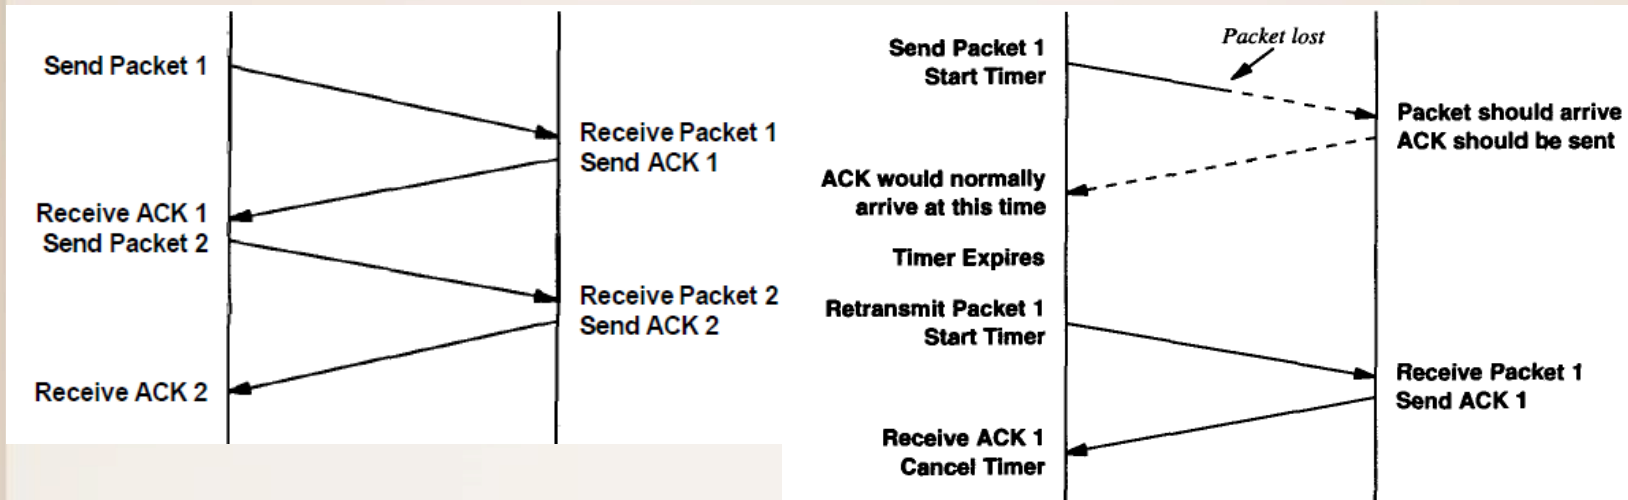 Send Packet 1
Receive Packet 1
Send ACK 1
Receive ACK 1
Send Packet 2
Receive Packet 2
Send ACK 2
Receive ACK 2
Packet lost
Send Packet 1
Start Timer
Packet should arrive
ACK should be sent
ACK would normally
arrive at this time
Timer Expires
Retransmit Packet 1
Start Timer
Receive Packet 1
Send ACK 1
Receive ACK 1
Cancel Timer